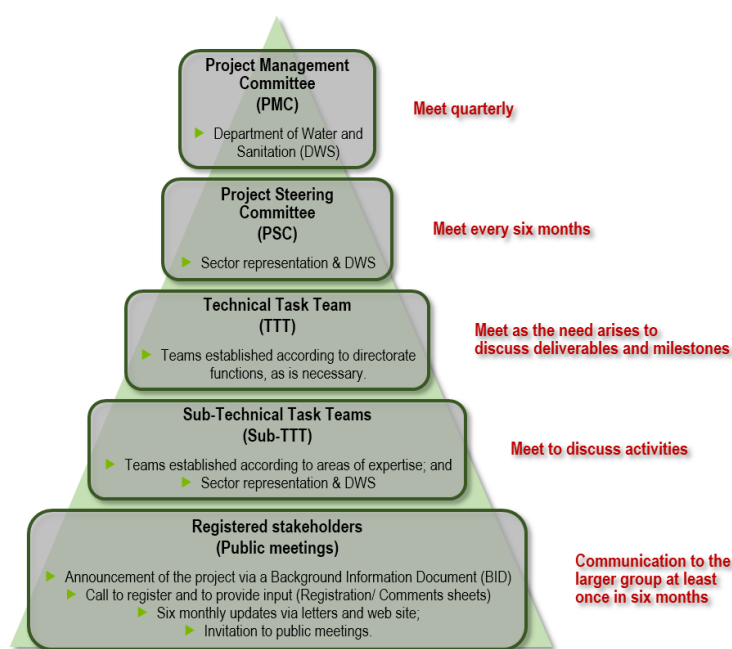 Project Management
Committee
(PMC)
Department of Water and
Sanitation (DWS)
Meet quarterly
Project Steering
Committee
(PSC)
Sector representation & DWS
Meet every six months
Technical Task Team
(TTT)
Teams established according to directorate
functions, as is necessary.
Meet as the need arises to
discuss deliverables and milestones
Sub-Technical Task Teams
(Sub-TTT)
Teams established according to areas of expertise; and
Sector representation & DWS
Meet to discuss activities
Registered stakeholders
(Public meetings)
Announcement of the project via a Background Information Document (BID)
Call to register and to provide input (Registration/ Comments sheets)
Six monthly updates via letters and web site;
Invitation to public meetings.
Communication to the
larger group at least
once in six months